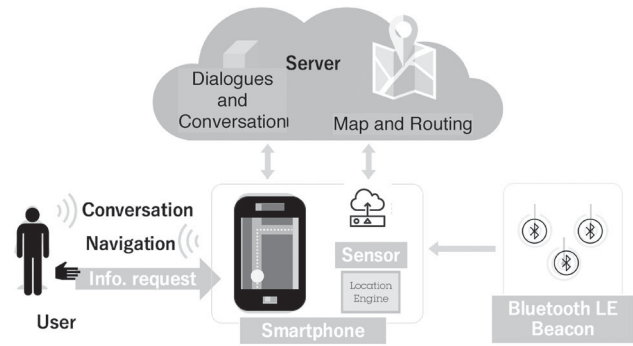 Server
Dialogues
and
Conversation
Map and Routing
Conversation
Navigation
Info. request
User
Sensor
Location
Engine
Smartphone
Bluetooth LE
Beacon